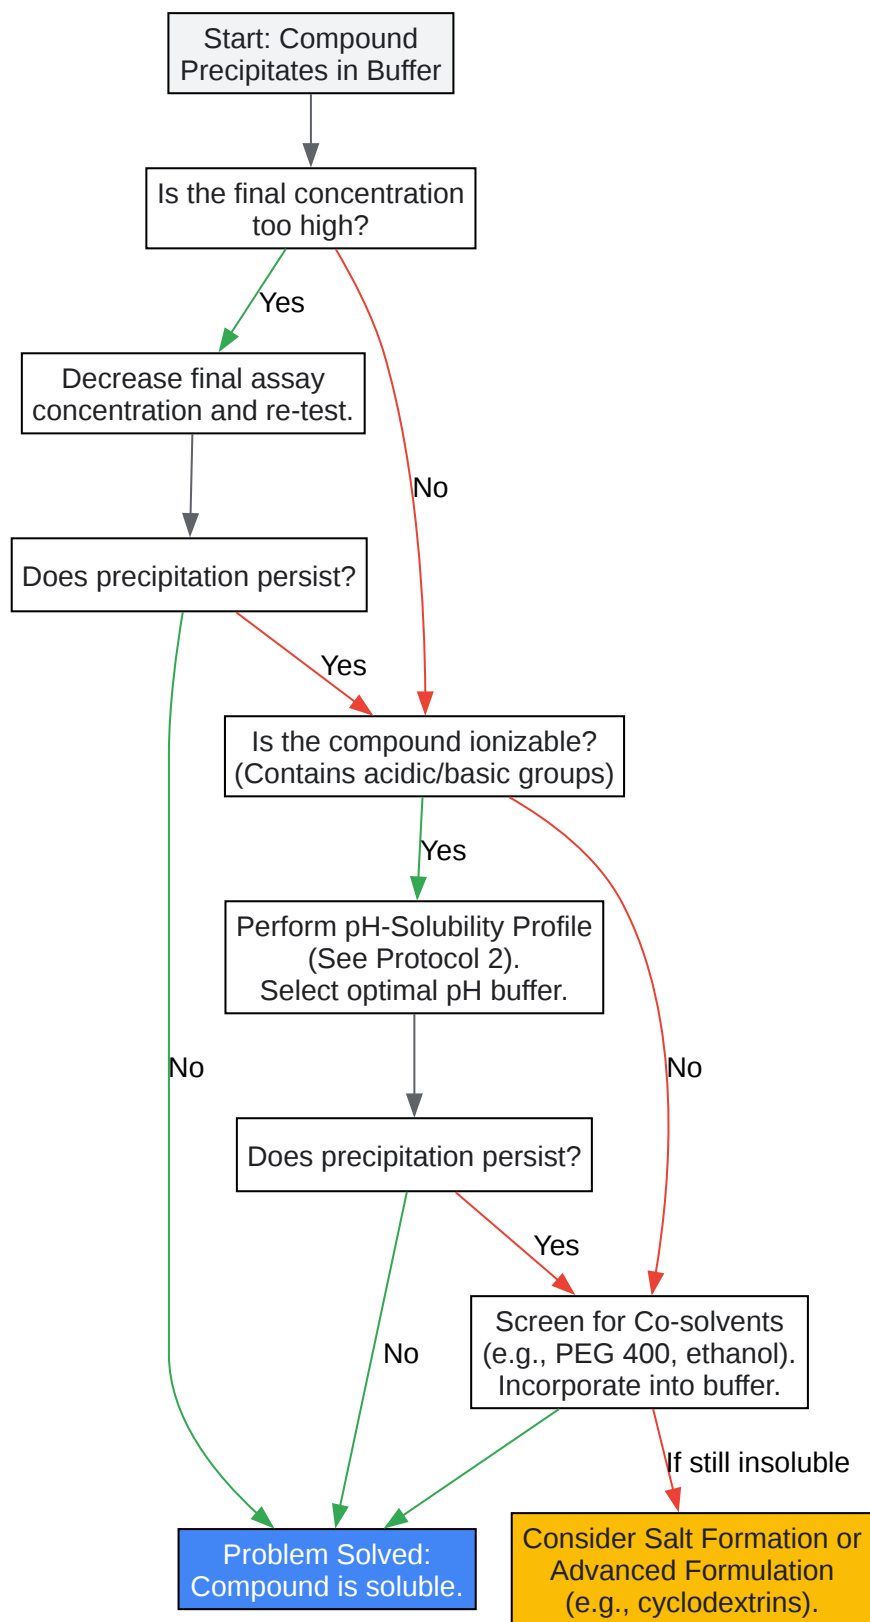 Start: Compound
Precipitates in Buffer
Is the final concentration
too high?
Yes
Decrease final assay
concentration and re-test.
No
Does precipitation persist?
Yes
Is the compound ionizable?
(Contains acidic/basic groups)
Yes
Perform pH-Solubility Profile
(See Protocol 2).
Select optimal pH buffer.
No
No
Does precipitation persist?
Yes
Screen for Co-solvents
(e.g., PEG 400, ethanol).
Incorporate into buffer.
No
If still insoluble
Problem Solved:
Compound is soluble.
Consider Salt Formation or
Advanced Formulation
(e.g., cyclodextrins).